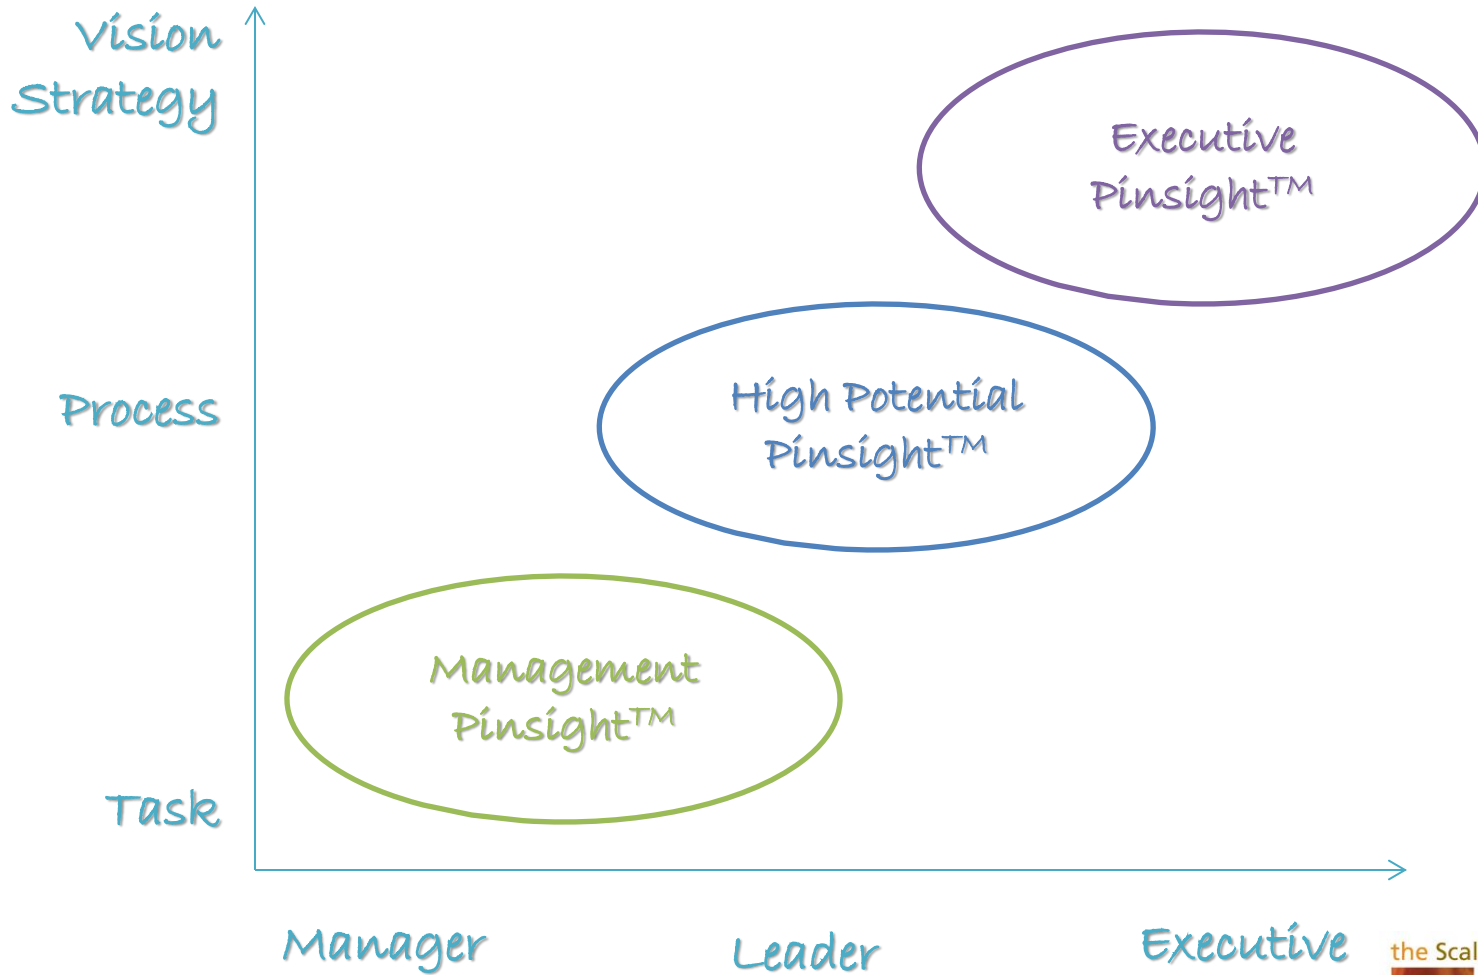 Vision
Strategy
Executive
Pinsight™
Process
High Potential
Pinsight™
Management
Pinsight™
Task
Manager
Leader
Executive
the Scal